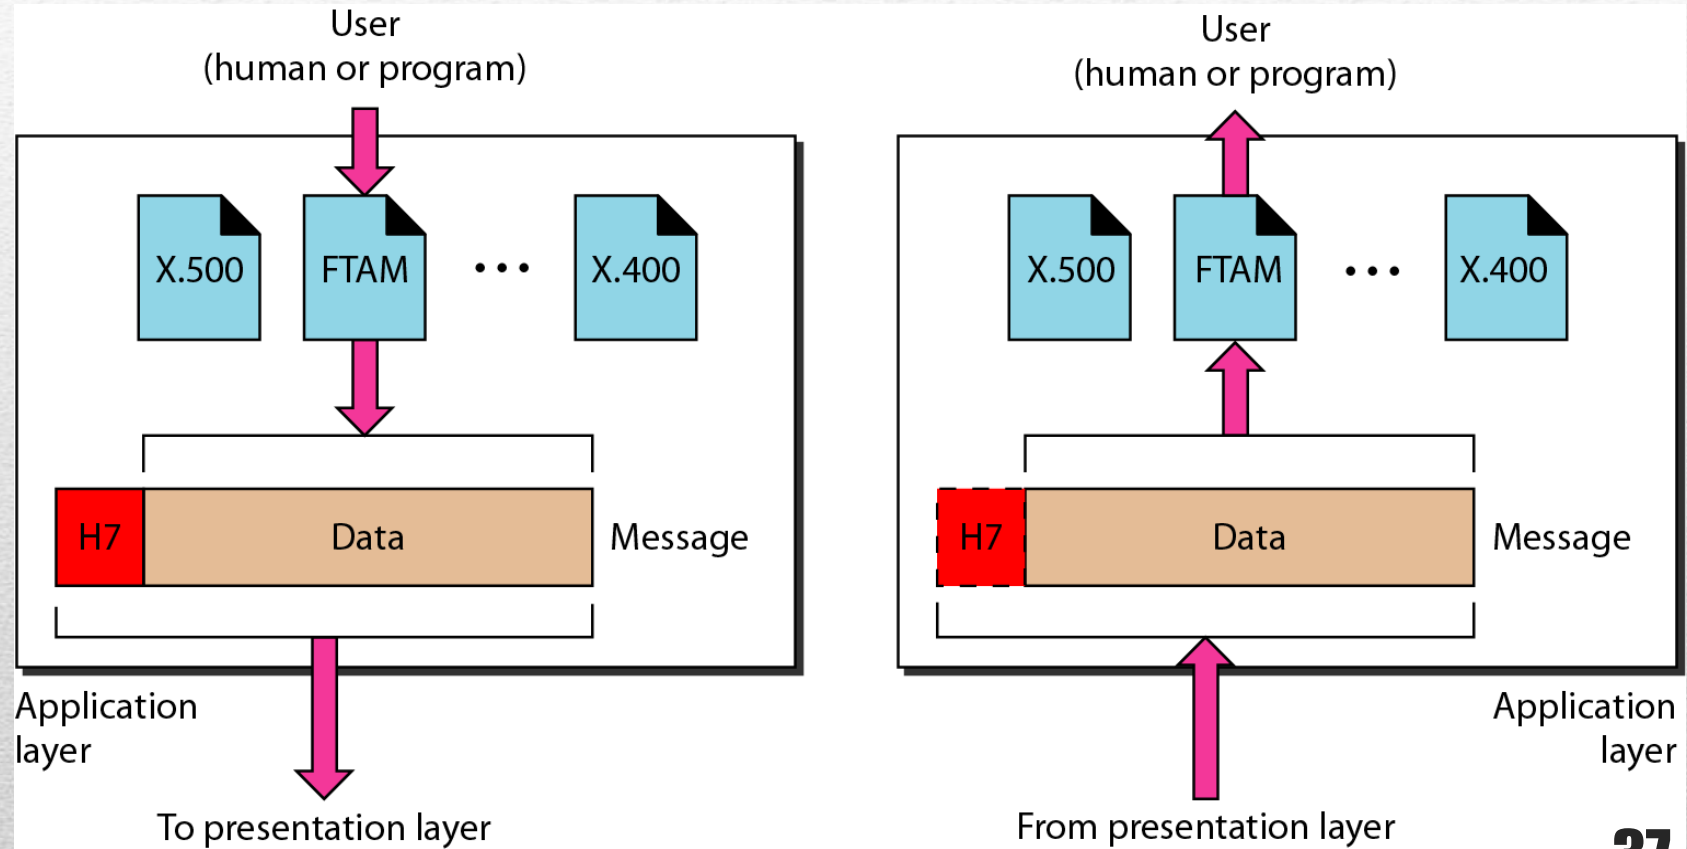 User
(human or program)
X.500
FTAM
...
X.400
H7
Data
Message
Application
layer
To presentation layer
User
(human or program)
X.500
FTAM
...
X.400
H7
Data
Message
Application
layer
From presentation layer
37